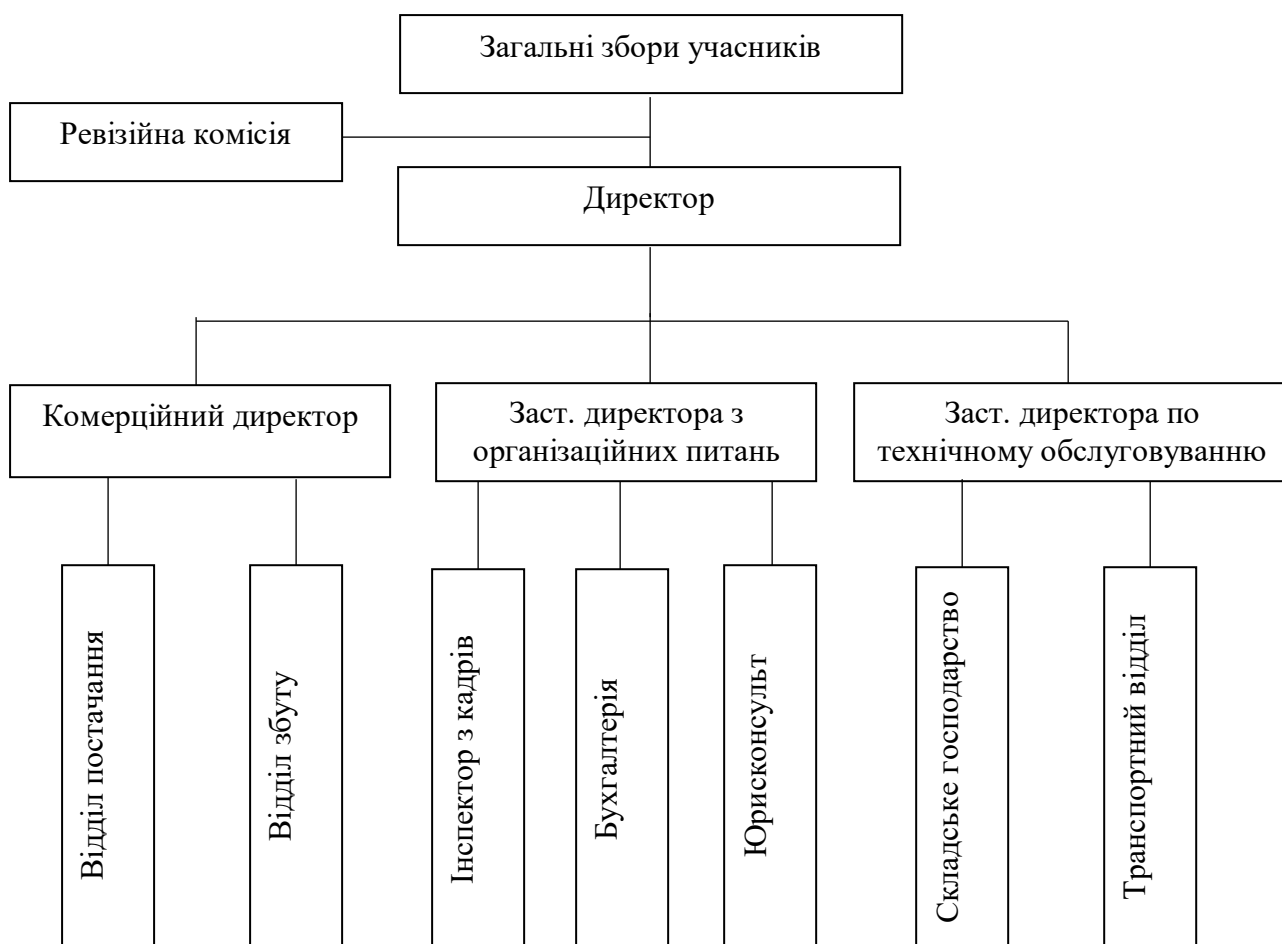 Загальні збори учасників
Ревізійна комісія
Директор
Комерційний директор
Заст. директора з
організаційних питань
Заст. директора по
технічному обслуговуванню
Відділ постачання
Відділ збуту
Інспектор з кадрів
Бухгалтерія
Юрисконсульт
Складське господарство
Транспортний відділ